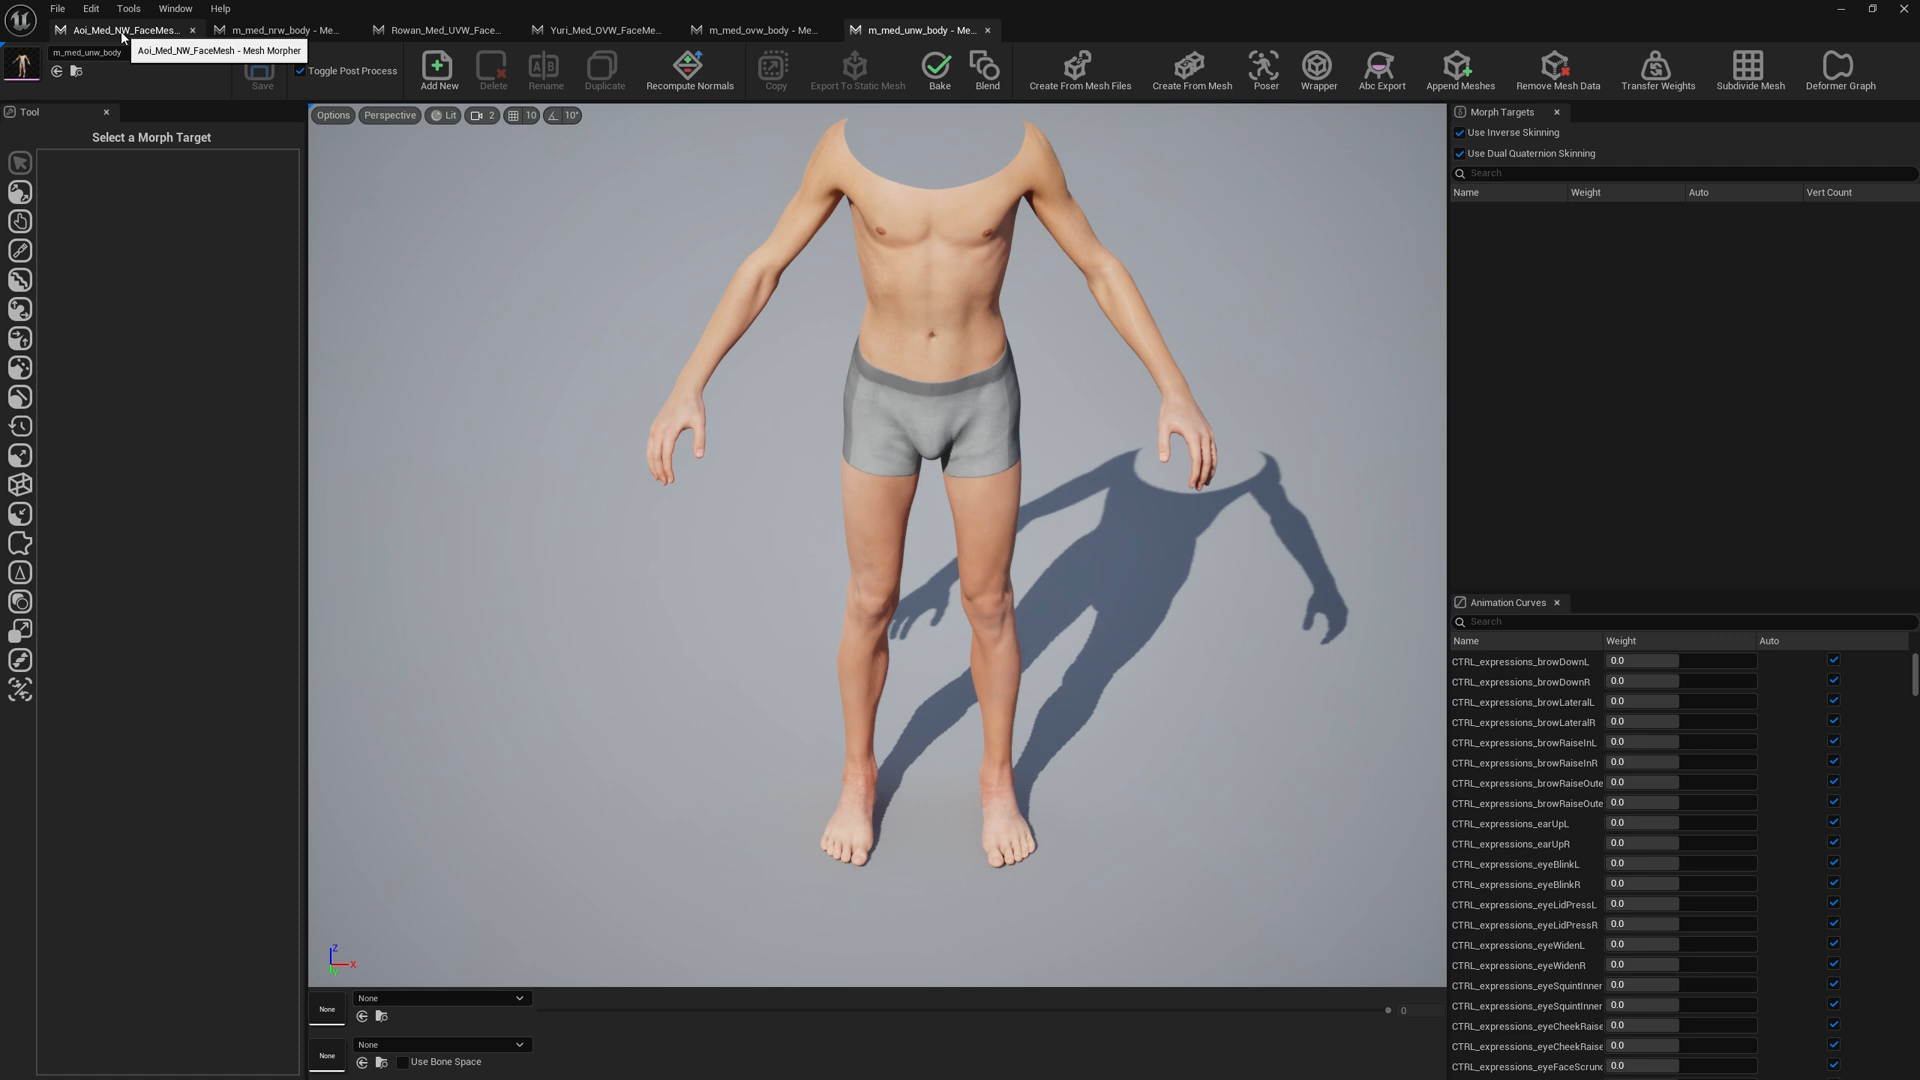 File Edit Tools Window Help
Aoi_Med_NW_FaceMes... m_med_nrw_body - Me... Rowan_Med_UVW_Face... Yuri_Med_OVW_FaceMe... m_med_ovw_body - Me... m_med_unw_body - Me...
m_med_unw_body
Aoi_Med_NW_FaceMesh - Mesh Morpher
Save Toggle Post Process Add New Delete Rename Duplicate Recompute Normals Copy Export To Static Mesh Bake Blend Create From Mesh Files Create From Mesh Poser Wrapper Abc Export Append Meshes Remove Mesh Data Transfer Weights Subdivide Mesh Deformer Graph
Tool
Select a Morph Target
Options Perspective Lit 2 10 10°
Morph Targets
Use Inverse Skinning
Use Dual Quaternion Skinning
Search
Name Weight Auto Vert Count
Animation Curves
Search
Name Weight Auto
CTRL_expressions_browDownL 0.0
CTRL_expressions_browDownR 0.0
CTRL_expressions_browLateralL 0.0
CTRL_expressions_browLateralR 0.0
CTRL_expressions_browRaiseInL 0.0
CTRL_expressions_browRaiseInR 0.0
CTRL_expressions_browRaiseOute 0.0
CTRL_expressions_browRaiseOute 0.0
CTRL_expressions_earUpL 0.0
CTRL_expressions_earUpR 0.0
CTRL_expressions_eyeBlinkL 0.0
CTRL_expressions_eyeBlinkR 0.0
CTRL_expressions_eyeLidPressL 0.0
CTRL_expressions_eyeLidPressR 0.0
CTRL_expressions_eyeWidenL 0.0
CTRL_expressions_eyeWidenR 0.0
CTRL_expressions_eyeSquintInner 0.0
CTRL_expressions_eyeSquintInner 0.0
CTRL_expressions_eyeCheekRaise 0.0
CTRL_expressions_eyeCheekRaise 0.0
CTRL_expressions_eyeFaceScrunc 0.0
Z
X
Y
None None 0
None None
Use Bone Space